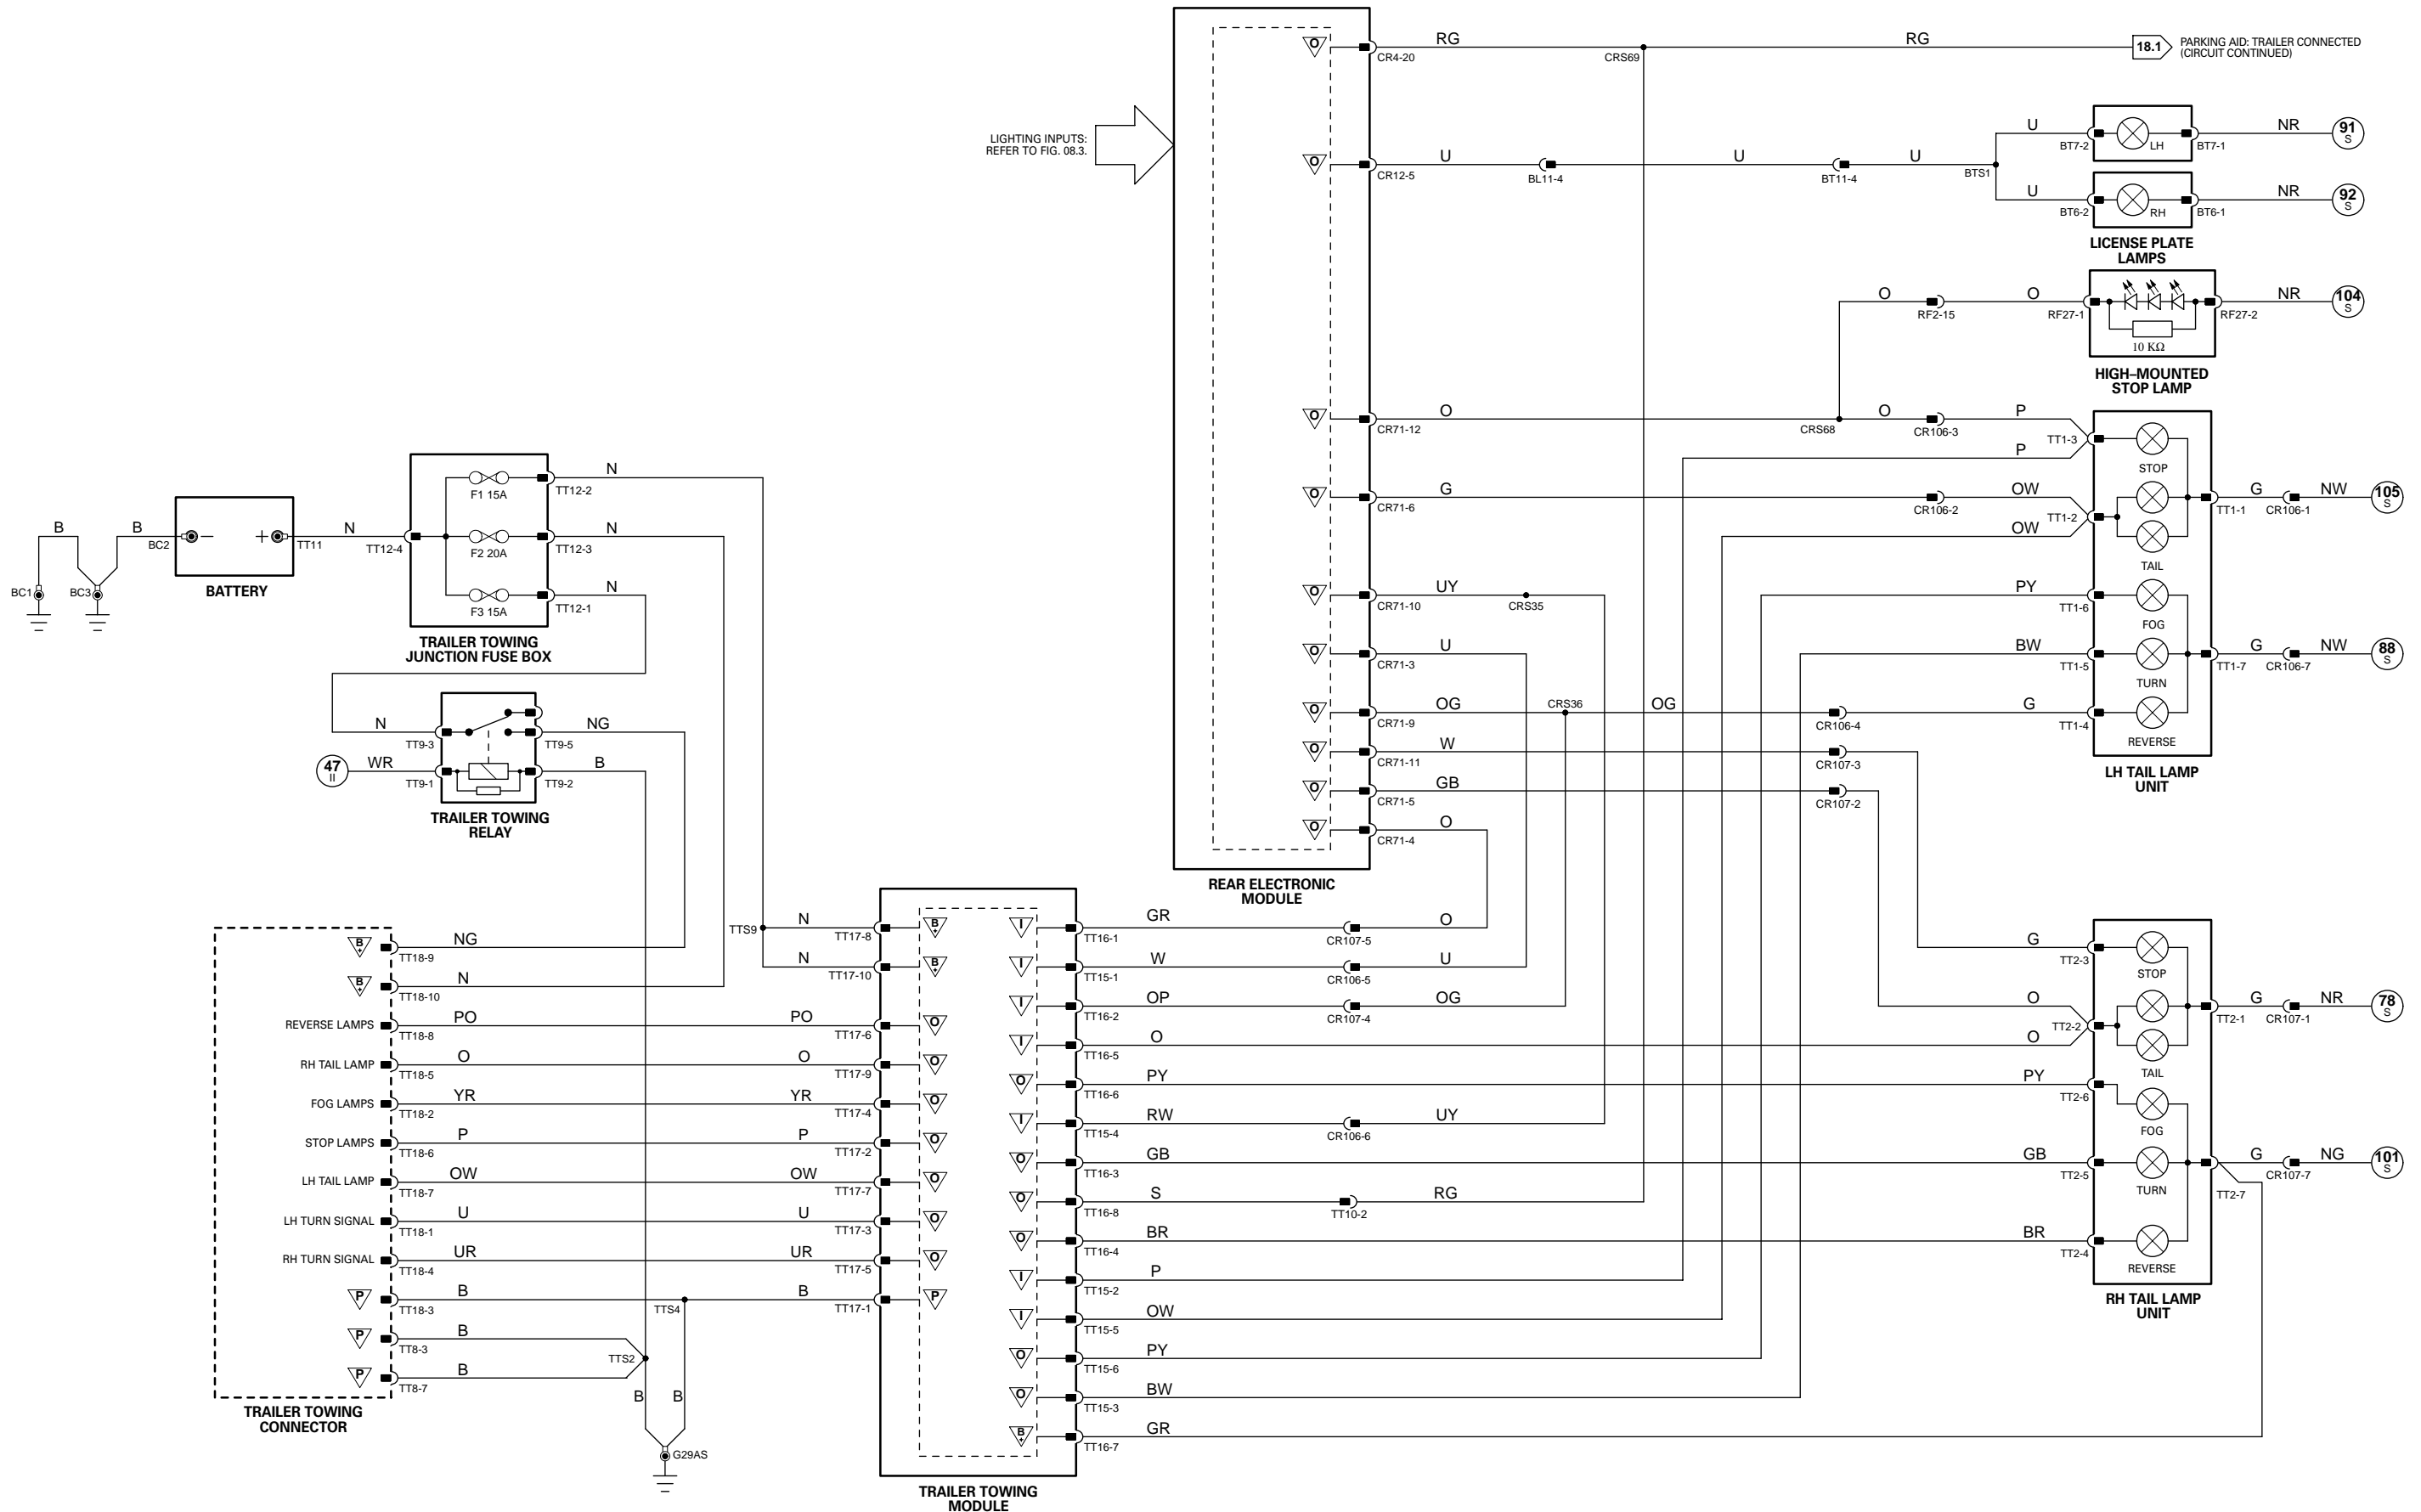 RG
CR4-20
CRS69
RG
18.1
PARKING AID: TRAILER CONNECTED
(CIRCUIT CONTINUED)
LIGHTING INPUTS:
REFER TO FIG. 08.3.
O
O
U
CR12-5
BL11-4
U
BT11-4
U
BTS1
U
BT7-2
LH
BT7-1
NR
91
S
U
BT6-2
RH
BT6-1
NR
92
S
LICENSE PLATE
LAMPS
O
RF2-15
O
RF27-1
10 KΩ
RF27-2
NR
104
S
HIGH–MOUNTED
STOP LAMP
O
O
CR71-12
CRS68
O
CR106-3
P
TT1-3
P
STOP
O
G
CR71-6
CR106-2
OW
TT1-2
OW
TAIL
TT1-1
G
CR106-1
NW
105
S
O
UY
CR71-10
CRS35
PY
TT1-6
FOG
O
U
CR71-3
BW
TT1-5
TURN
TT1-7
G
CR106-7
NW
88
S
O
OG
CR71-9
CRS36
OG
CR106-4
G
TT1-4
REVERSE
O
W
CR71-11
CR107-3
O
GB
CR71-5
CR107-2
O
O
CR71-4
LH TAIL LAMP
UNIT
REAR ELECTRONIC
MODULE
B
BC1
B
BC3
BC2
–
+
TT11
BATTERY
N
TT12-4
F1 15A
TT12-2
N
F2 20A
TT12-3
N
F3 15A
TT12-1
N
TRAILER TOWING
JUNCTION FUSE BOX
N
TT9-3
NG
TT9-5
47
II
WR
TT9-1
B
TT9-2
TRAILER TOWING
RELAY
B+
TT18-9
NG
B+
TT18-10
N
REVERSE LAMPS
TT18-8
PO
PO
TT17-6
O
RH TAIL LAMP
TT18-5
O
O
TT17-9
O
FOG LAMPS
TT18-2
YR
YR
TT17-4
O
STOP LAMPS
TT18-6
P
P
TT17-2
O
LH TAIL LAMP
TT18-7
OW
OW
TT17-7
O
LH TURN SIGNAL
TT18-1
U
U
TT17-3
O
RH TURN SIGNAL
TT18-4
UR
UR
TT17-5
O
P
TT18-3
B
TTS4
B
TT17-1
P
P
TT8-3
B
TTS2
P
TT8-7
B
B
B
G29AS
TRAILER TOWING
CONNECTOR
TTS9
N
TT17-8
B+
N
TT17-10
B+
I
TT16-1
GR
CR107-5
O
I
TT15-1
W
CR106-5
U
I
TT16-2
OP
CR107-4
OG
I
TT16-5
O
O
O
TT16-6
PY
PY
I
TT15-4
RW
CR106-6
UY
O
TT16-3
GB
GB
O
TT16-8
S
TT10-2
RG
O
TT16-4
BR
BR
I
TT15-2
P
I
TT15-5
OW
O
TT15-6
PY
O
TT15-3
BW
B+
TT16-7
GR
TRAILER TOWING
MODULE
G
TT2-3
STOP
O
TT2-2
TAIL
TT2-1
G
CR107-1
NR
78
S
TT2-6
FOG
TT2-5
TURN
TT2-7
G
CR107-7
NG
101
S
TT2-4
REVERSE
RH TAIL LAMP
UNIT